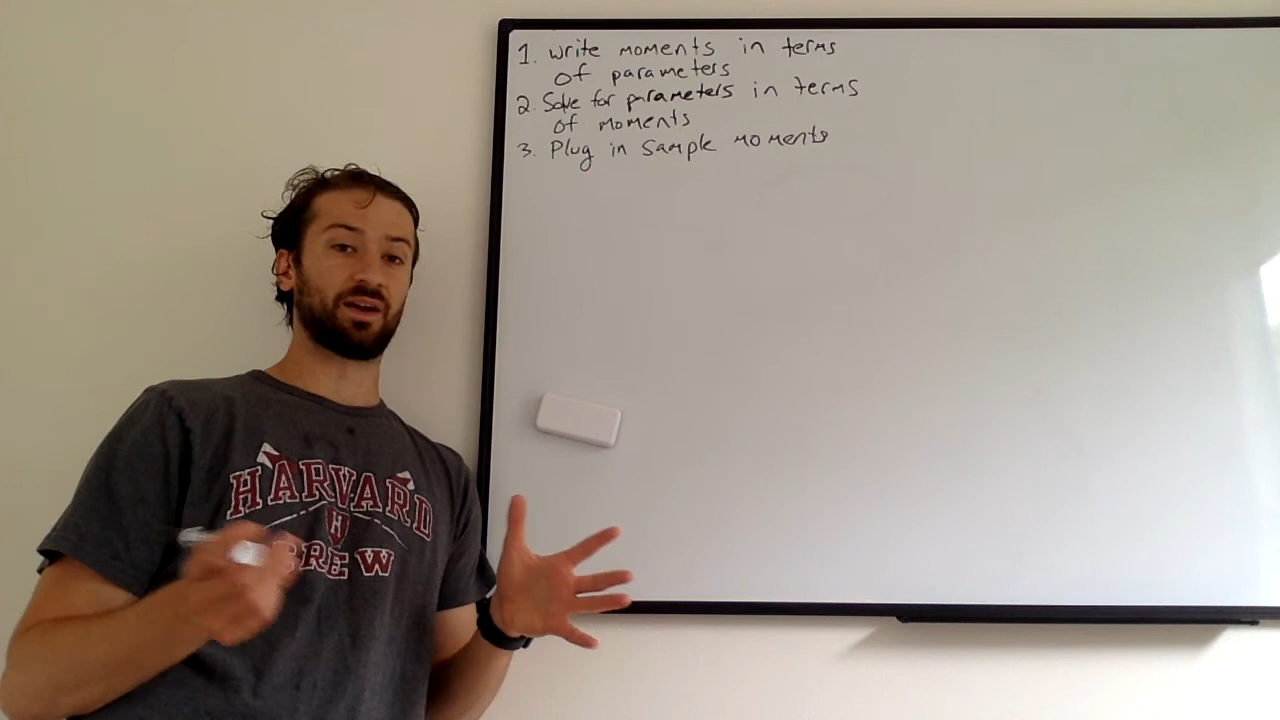 1. Write moments in terms
of parameters
2. Solve for parameters in terms
of moments
3. Plug in sample moments
HARVARD
H
CREW